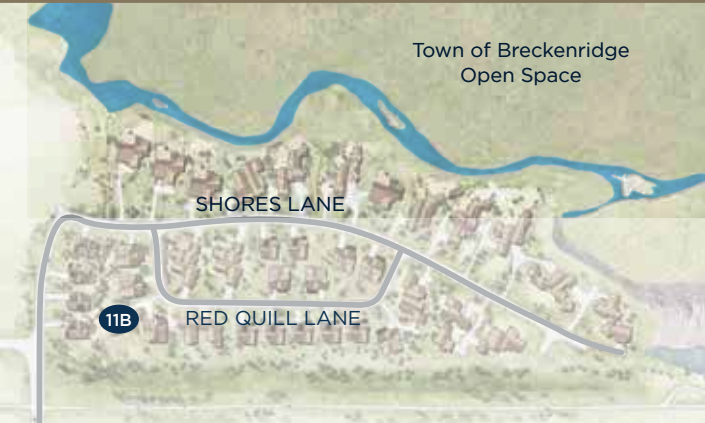 Town of Breckenridge
Open Space
SHORES LANE
11B
RED QUILL LANE